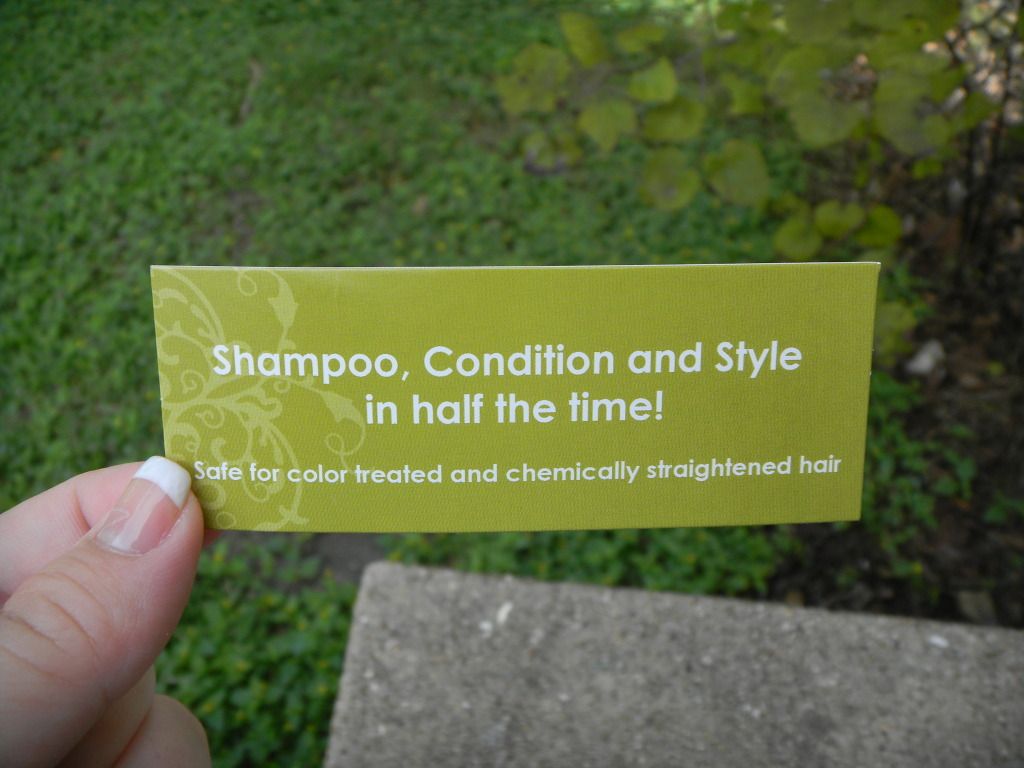 Shampoo, Condition and Style
in half the time!
Safe for color treated and chemically straightened hair